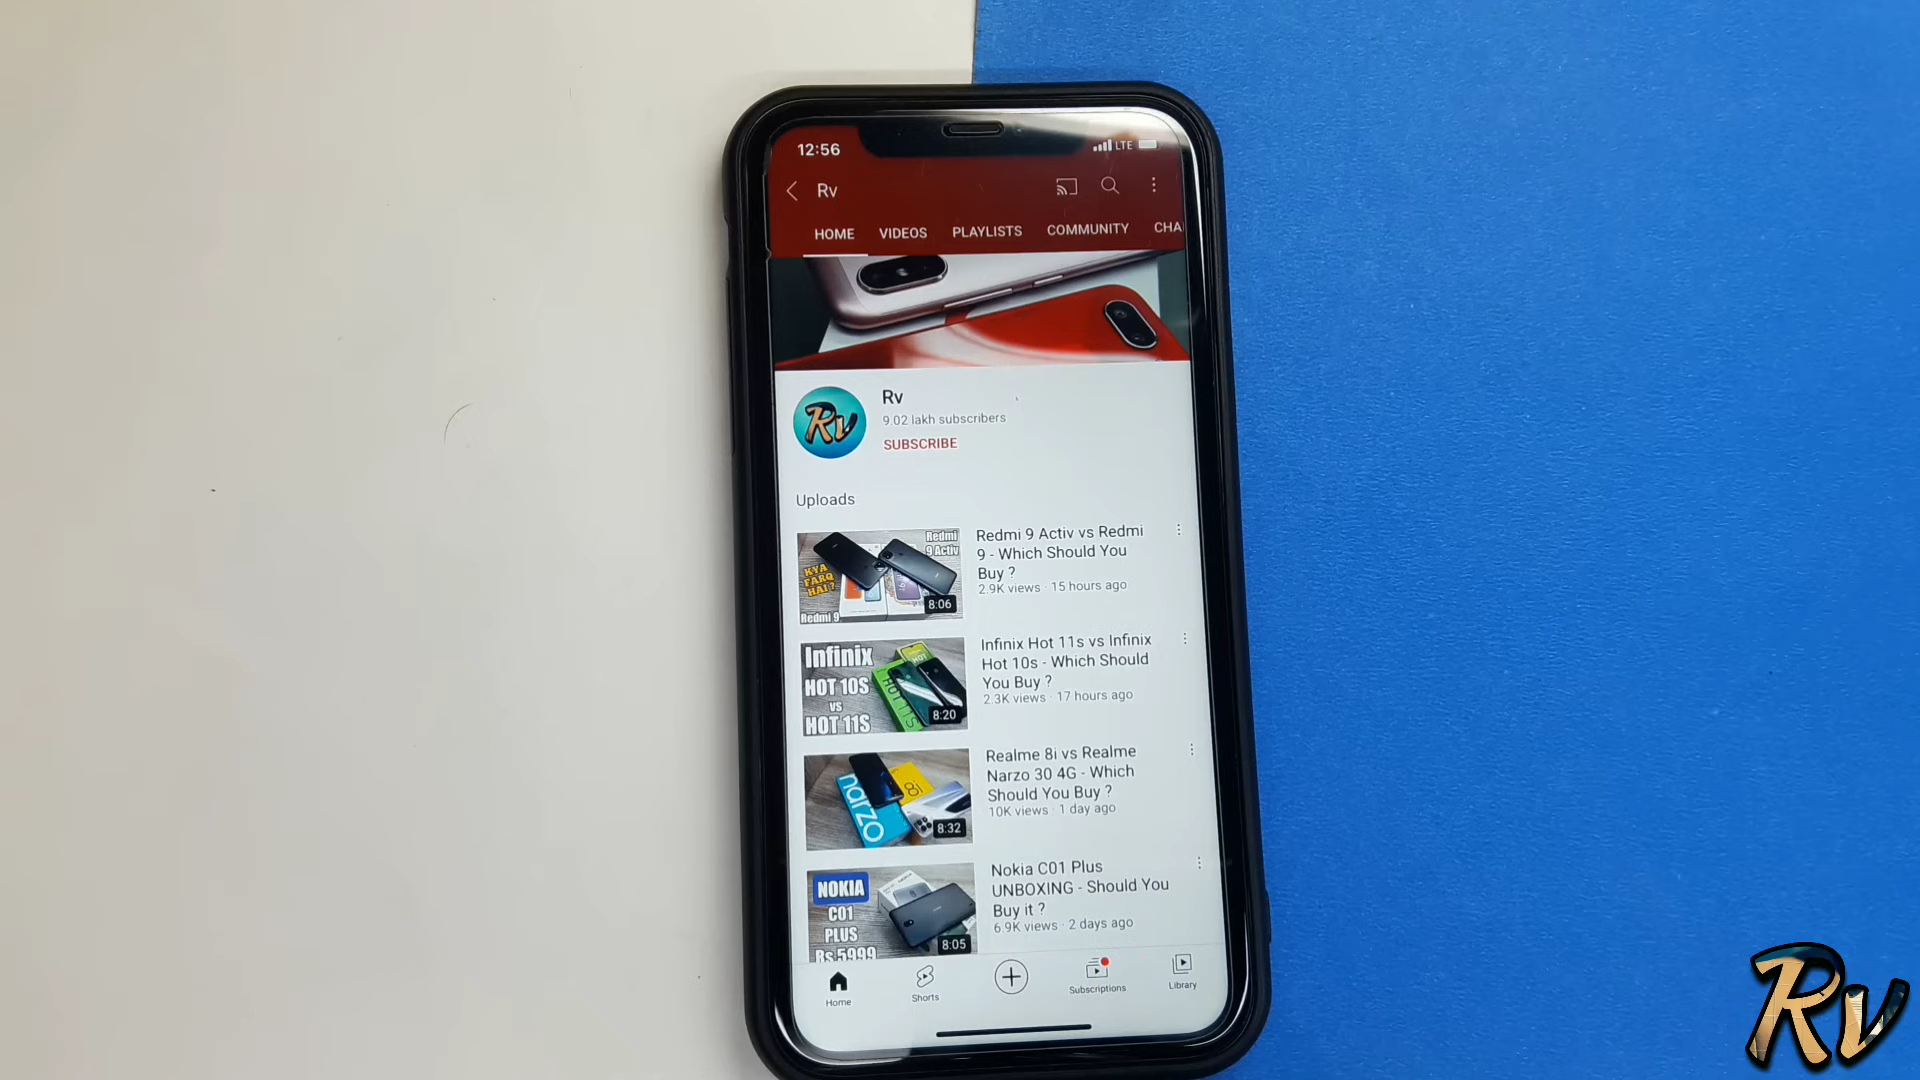 12:56
LTE
Rv
HOME VIDEOS PLAYLISTS COMMUNITY CHA
Rv
Rv
9.02 lakh subscribers
SUBSCRIBE
Uploads
Redmi
9 Activ
KYA
FARQ
HAI ?
Redmi 9
8:06
Redmi 9 Activ vs Redmi
9 - Which Should You
Buy ?
2.9K views · 15 hours ago
Infinix
HOT 10S
vs
HOT 11S
HOT
HOT 11S
8:20
Infinix Hot 11s vs Infinix
Hot 10s - Which Should
You Buy ?
2.3K views · 17 hours ago
narzo
8i
8:32
Realme 8i vs Realme
Narzo 30 4G - Which
Should You Buy ?
10K views · 1 day ago
NOKIA
C01
PLUS
Rs 5999
8:05
Nokia C01 Plus
UNBOXING - Should You
Buy it ?
6.9K views · 2 days ago
Home
Shorts
Subscriptions
Library
Rv